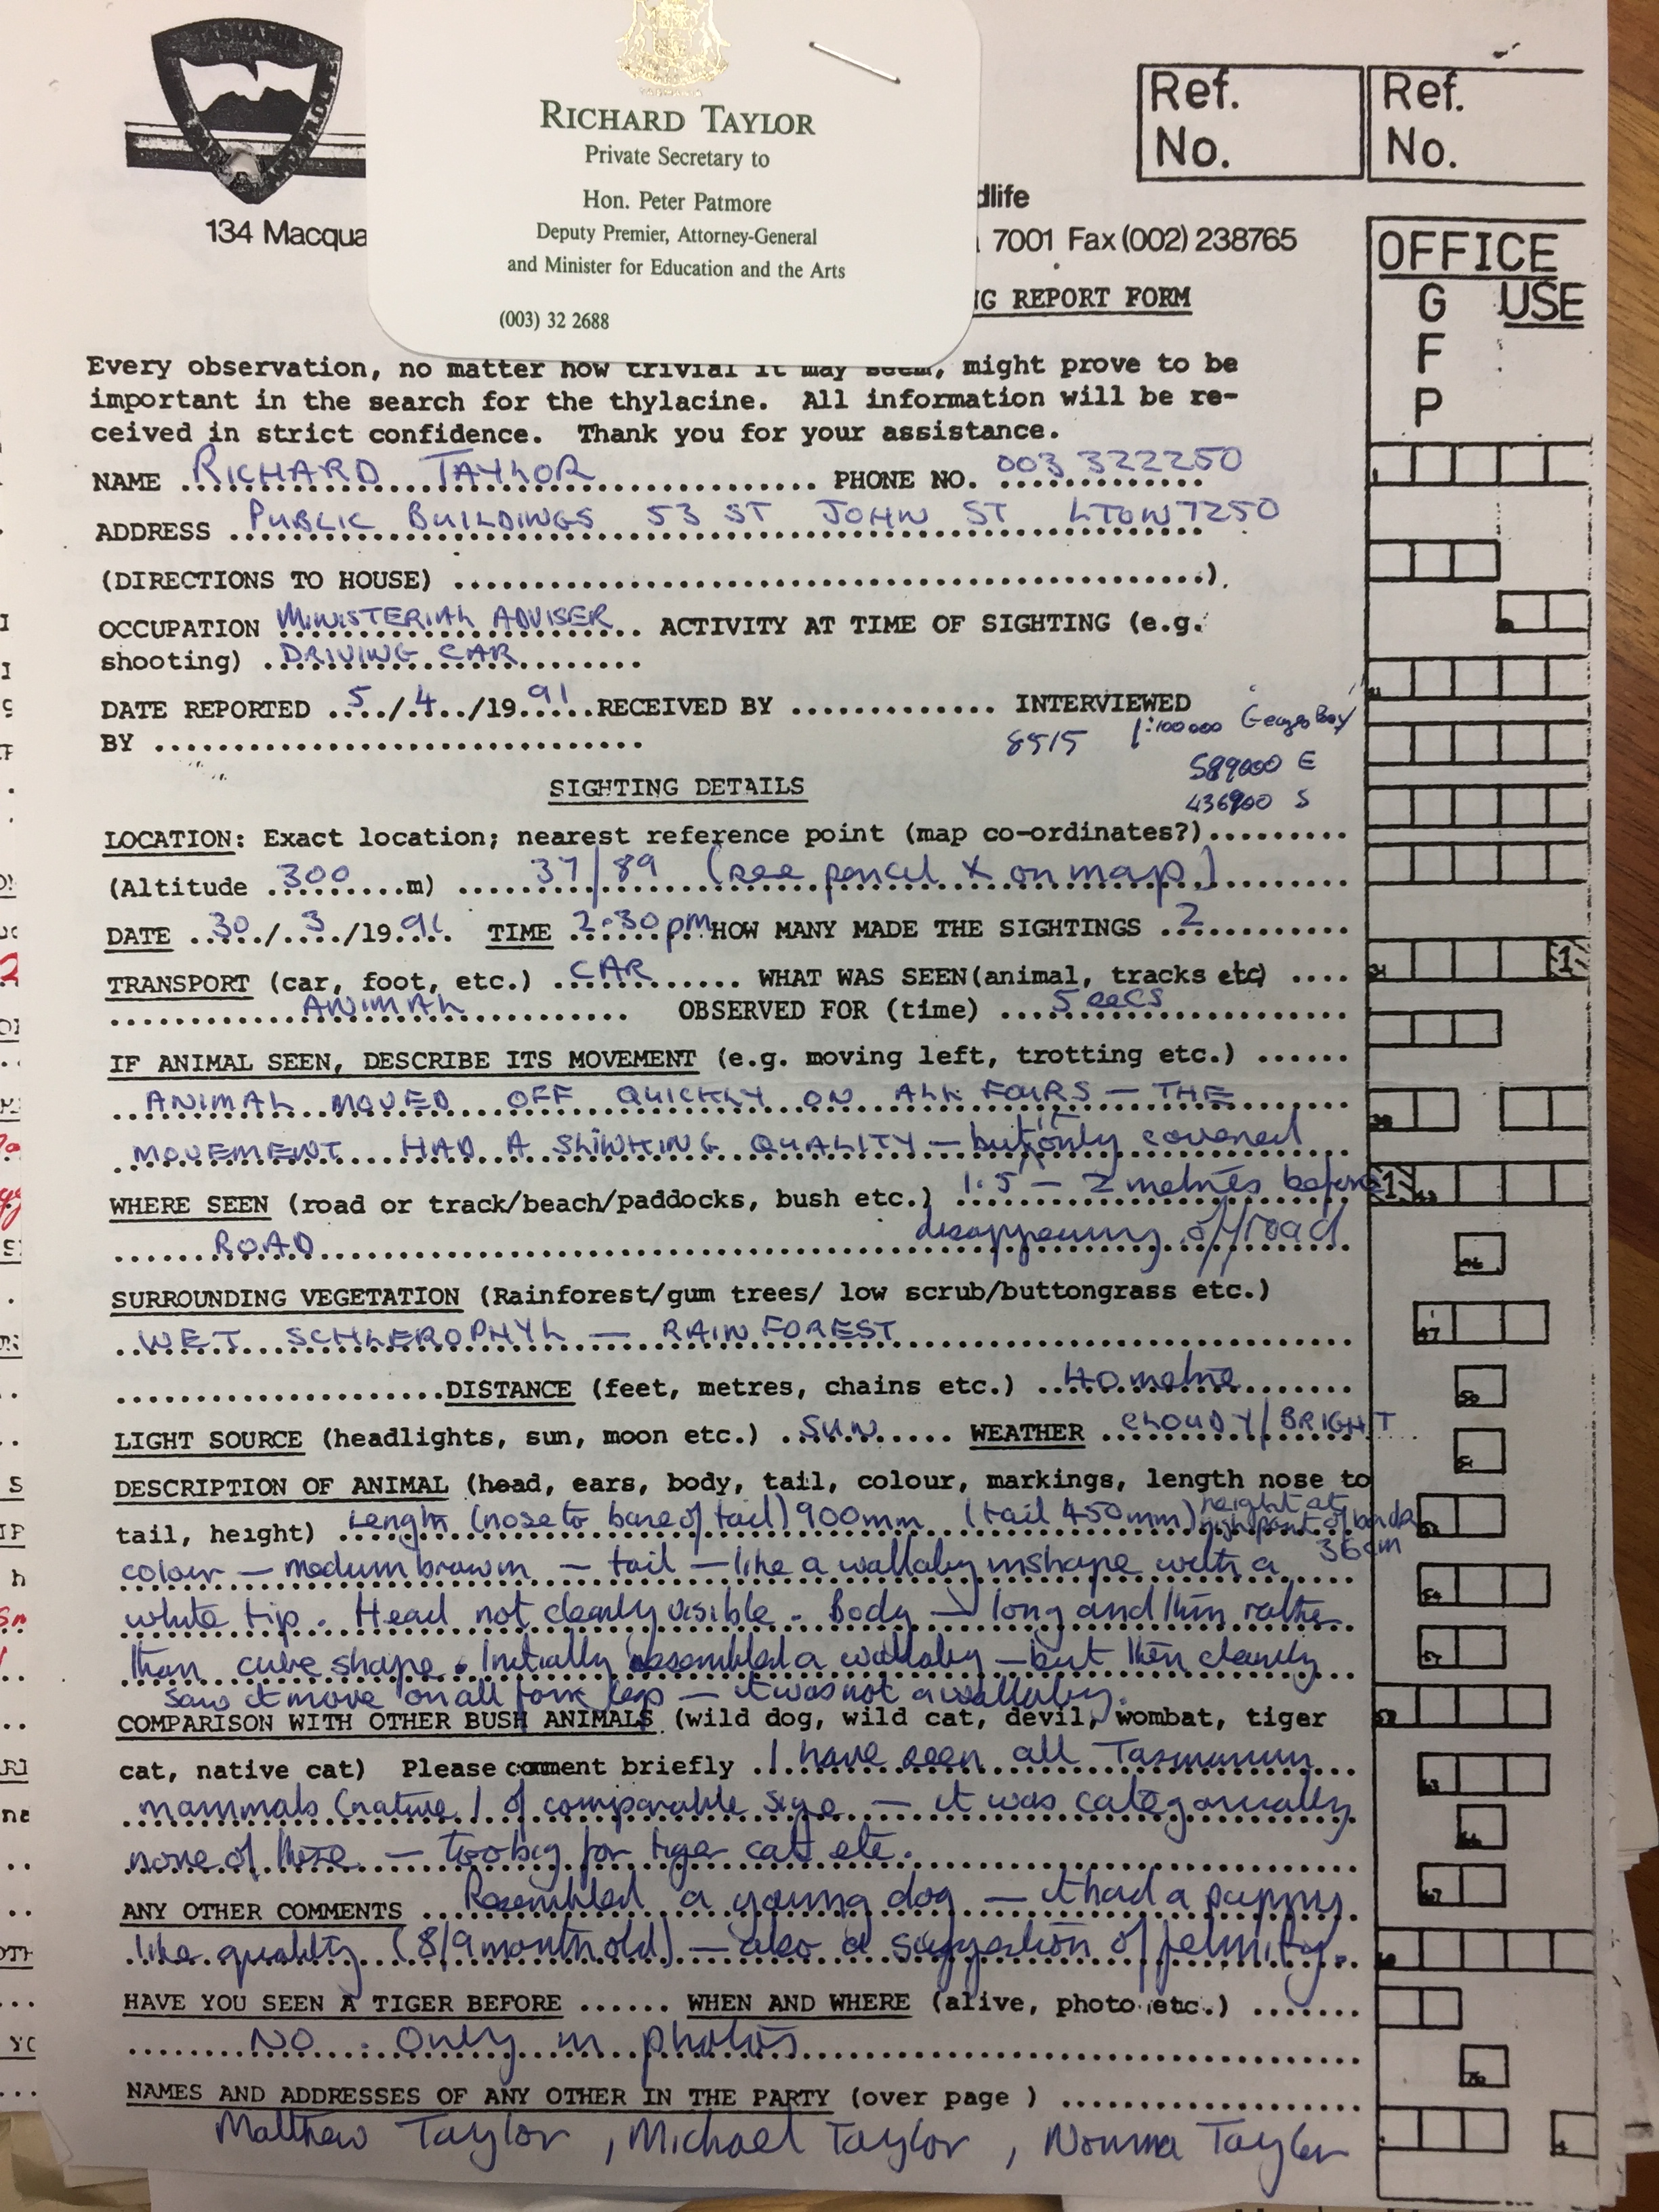 RICHARD TAYLOR
Private Secretary to
Hon. Peter Patmore
Deputy Premier, Attorney-General
and Minister for Education and the Arts
(003) 32 2688
Ref.
No.
Ref.
No.
dlife
134 Macqua
7001 Fax (002) 238765
G REPORT FORM
OFFICE
USE
G
F
P
Every observation, no matter how trivial it may seem, might prove to be
important in the search for the thylacine. All information will be re-
ceived in strict confidence. Thank you for your assistance.
NAME RICHARD TAYLOR PHONE NO. 003 322250
ADDRESS PUBLIC BUILDINGS 53 ST JOHN ST LTON 7250
(DIRECTIONS TO HOUSE) ......)
OCCUPATION MINISTERIAL ADVISER ACTIVITY AT TIME OF SIGHTING (e.g.
shooting) DRIVING CAR
DATE REPORTED 5/4/1991 RECEIVED BY ...... INTERVIEWED
BY ......
8515 1:100000 Georges Bay
589000 E
436900 S
SIGHTING DETAILS
LOCATION: Exact location; nearest reference point (map co-ordinates?)......
(Altitude 300 m) 37/89 (see pencil X on map)
DATE 30/3/1991 TIME 2.30pm HOW MANY MADE THE SIGHTINGS 2
TRANSPORT (car, foot, etc.) CAR WHAT WAS SEEN (animal, tracks etc) ....
ANIMAL OBSERVED FOR (time) 5 secs
IF ANIMAL SEEN, DESCRIBE ITS MOVEMENT (e.g. moving left, trotting etc.) ......
ANIMAL MOVED OFF QUICKLY ON ALL FOURS — THE
MOVEMENT HAD A SLINKING QUALITY — but it only covered
WHERE SEEN (road or track/beach/paddocks, bush etc.) 1.5 — 2 metres before
ROAD disappearing off road
SURROUNDING VEGETATION (Rainforest/gum trees/ low scrub/buttongrass etc.)
WET SCHLEROPHYL — RAINFOREST
DISTANCE (feet, metres, chains etc.) 40 metre
LIGHT SOURCE (headlights, sun, moon etc.) SUN WEATHER CLOUDY/BRIGHT
DESCRIPTION OF ANIMAL (head, ears, body, tail, colour, markings, length nose to
tail, height) Length (nose to base of tail) 900mm (tail 450mm) height at
36cm
colour — medium brown — tail — like a wallaby in shape with a
white tip. Head not clearly visible. Body — long and thin rather
than cube shape. Initially resembled a wallaby — but then clearly
saw it move on all four legs — it was not a wallaby.
COMPARISON WITH OTHER BUSH ANIMALS (wild dog, wild cat, devil, wombat, tiger
cat, native cat) Please comment briefly I have seen all Tasmanian
mammals (native) of comparable size — it was categorically
none of these — too big for tiger cat etc.
ANY OTHER COMMENTS Resembled a young dog — it had a puppy
like quality (8/9 months old) — also a suggestion of felinity.
HAVE YOU SEEN A TIGER BEFORE ...... WHEN AND WHERE (alive, photo etc.) .......
NO. Only in photos
NAMES AND ADDRESSES OF ANY OTHER IN THE PARTY (over page ) ......
Matthew Taylor, Michael Taylor, Norma Taylor